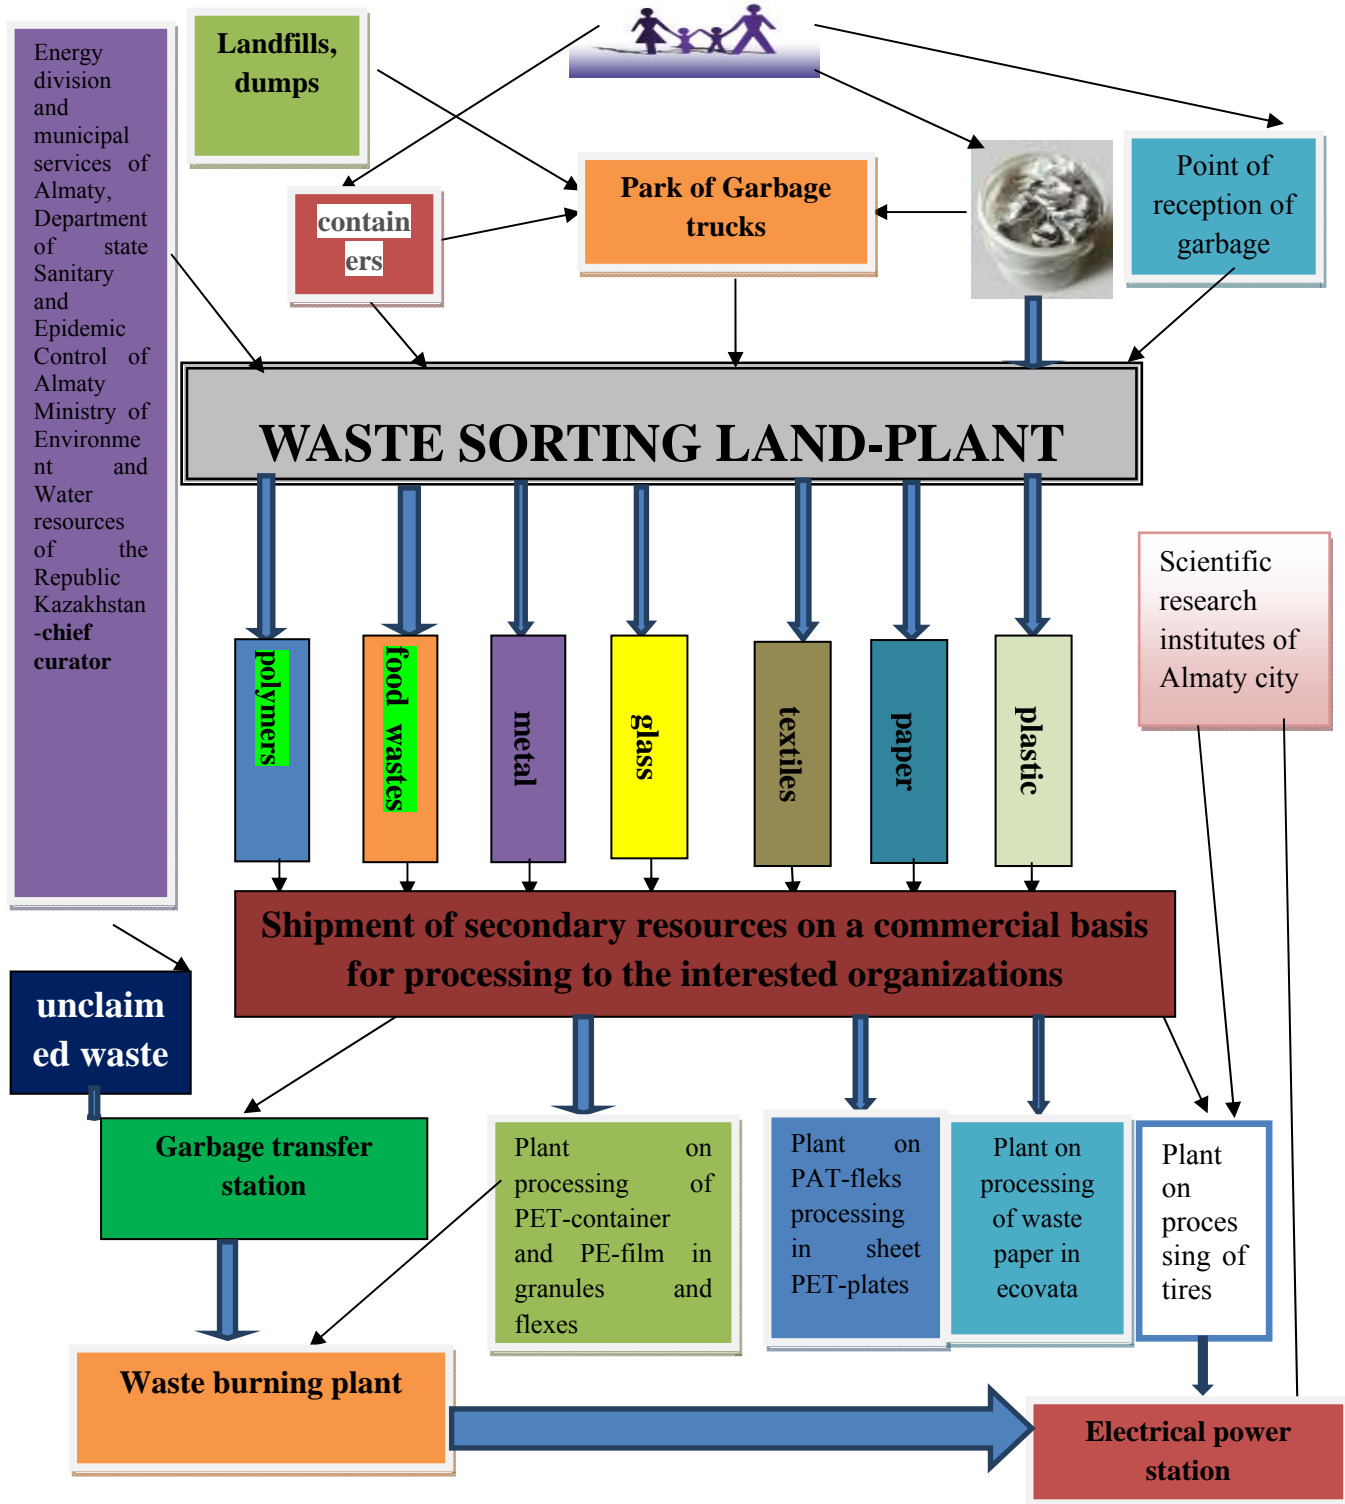 Energy
division
and
municipal
services of
Almaty,
Department
of state
Sanitary
and
Epidemic
Control of
Almaty
Ministry of
Environme
nt and
Water
resources
of the
Republic
Kazakhstan
-chief
curator
Landfills,
dumps
contain
ers
Park of Garbage
trucks
Point of
reception of
garbage
WASTE SORTING LAND-PLANT
polymers
food wastes
metal
glass
textiles
paper
plastic
Scientific
research
institutes of
Almaty city
Shipment of secondary resources on a commercial basis
for processing to the interested organizations
unclaim
ed waste
Garbage transfer
station
Plant on
processing of
PET-container
and PE-film in
granules and
flexes
Plant on
PAT-fleks
processing
in sheet
PET-plates
Plant on
processing
of waste
paper in
ecovata
Plant
on
proces
sing of
tires
Waste burning plant
Electrical power
station